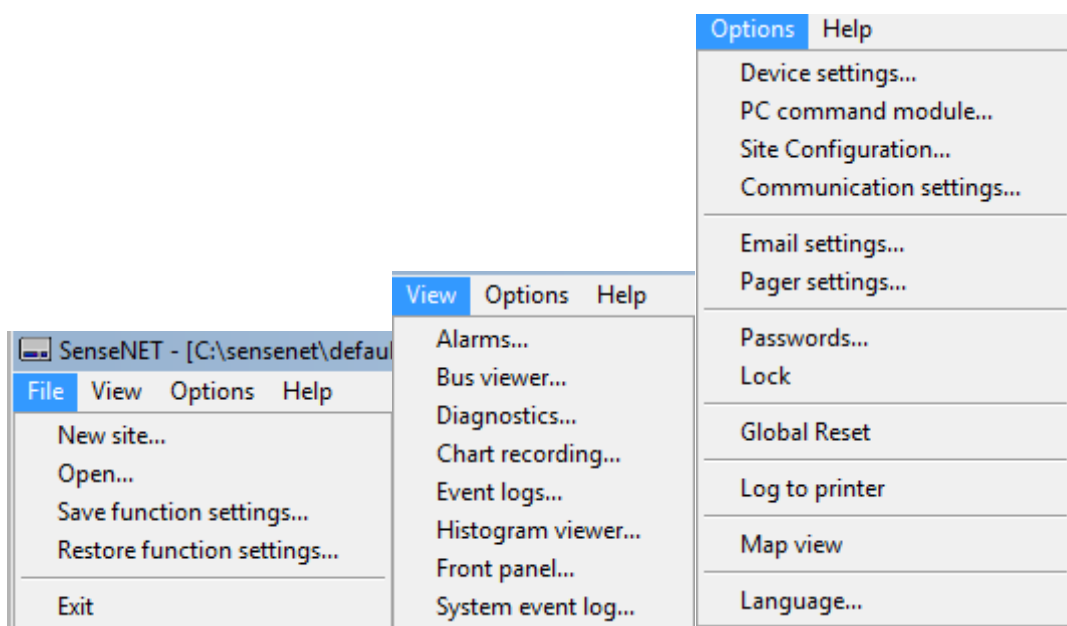 SenseNET - [C:\sensenet\defaul
File View Options Help
New site...
Open...
Save function settings...
Restore function settings...
Exit
View Options Help
Alarms...
Bus viewer...
Diagnostics...
Chart recording...
Event logs...
Histogram viewer...
Front panel...
System event log...
Options Help
Device settings...
PC command module...
Site Configuration...
Communication settings...
Email settings...
Pager settings...
Passwords...
Lock
Global Reset
Log to printer
Map view
Language...